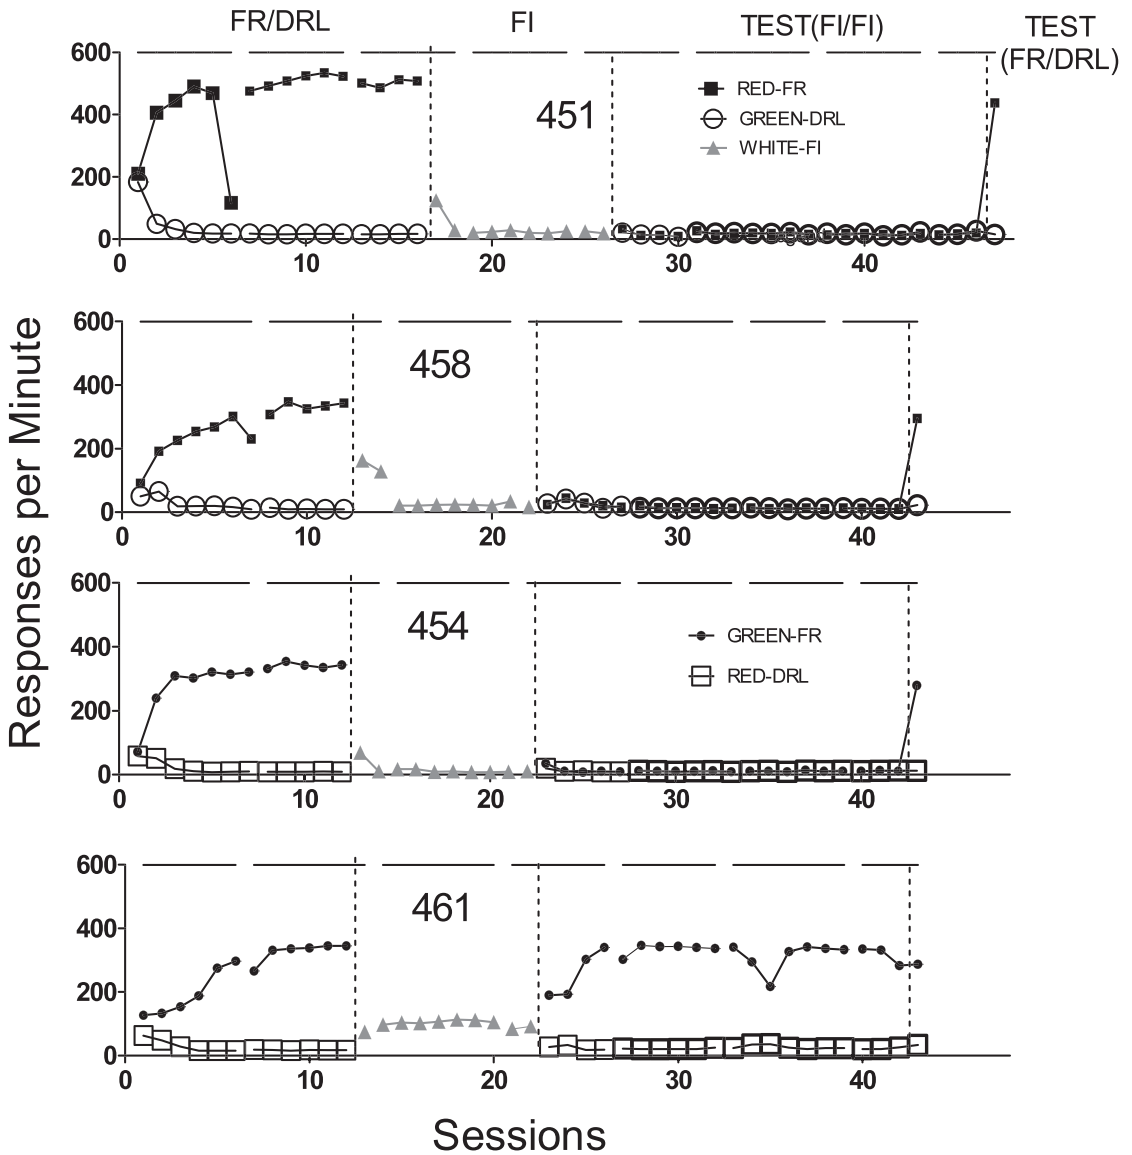 FR/DRL FI TEST(FI/FI) TEST
(FR/DRL)
600
400
200
0
451
RED-FR
GREEN-DRL
WHITE-FI
0 10 20 30 40
600
400
200
0
458
0 10 20 30 40
Responses per Minute
600
400
200
0
454
GREEN-FR
RED-DRL
0 10 20 30 40
600
400
200
0
461
0 10 20 30 40
Sessions